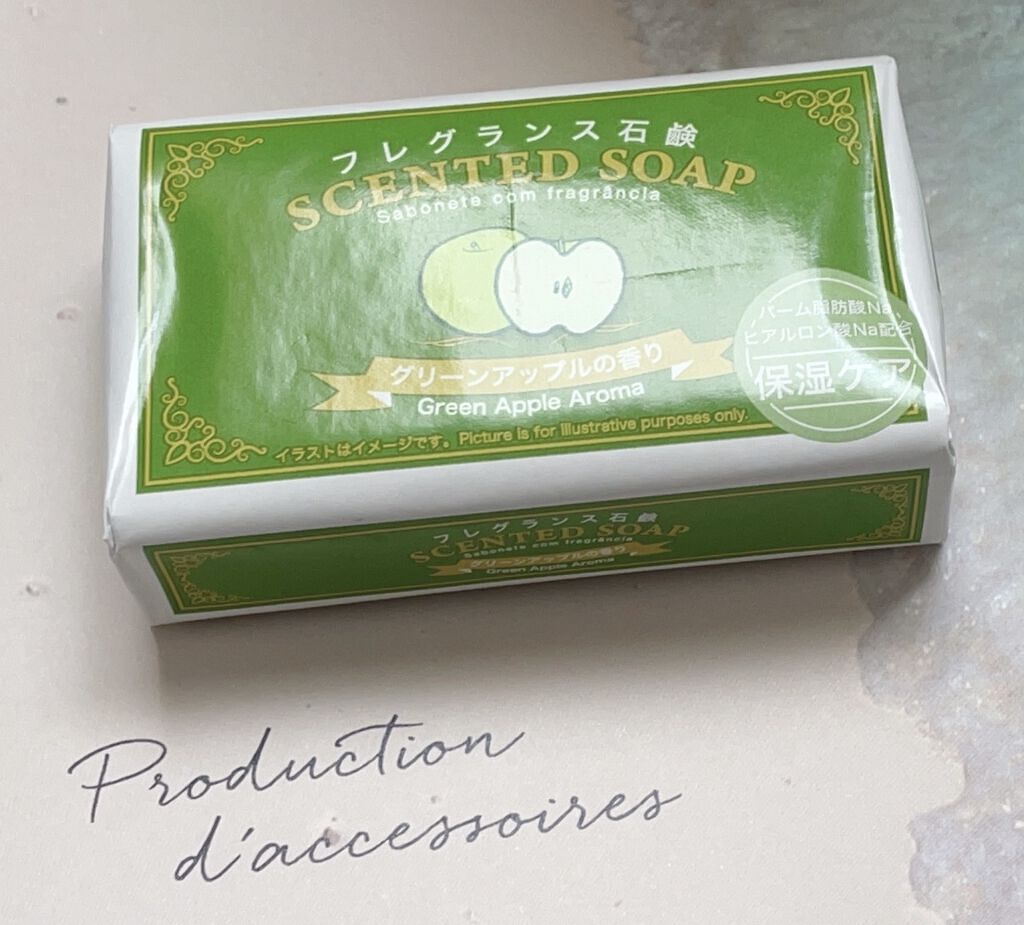 フレグランス石鹸
SCENTED SOAP
Sabonete com fragrância
パーム脂肪酸Na、
ヒアルロン酸Na配合
保湿ケア
グリーンアップルの香り
Green Apple Aroma
イラストはイメージです。Picture is for illustrative purposes only.
フレグランス石鹸
SCENTED SOAP
Sabonete com fragrância
グリーンアップルの香り
Green Apple Aroma
Production
d'accessoires